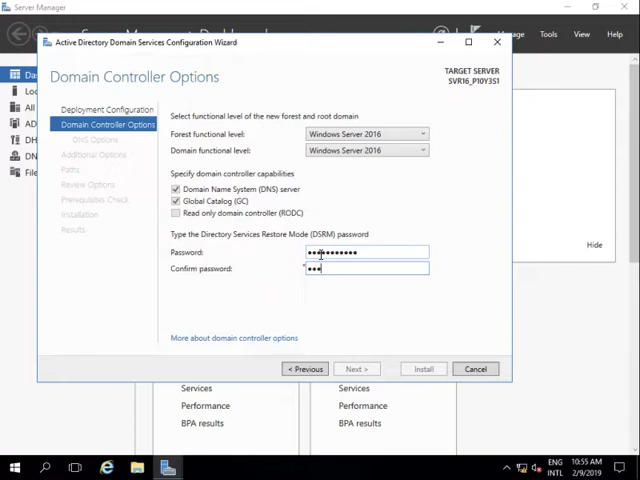 Server Manager
Manage Tools View Help
Active Directory Domain Services Configuration Wizard
Domain Controller Options
TARGET SERVER
SVR16_P10Y3S1
Deployment Configuration
Domain Controller Options
DNS Options
Additional Options
Paths
Review Options
Prerequisites Check
Installation
Results
Select functional level of the new forest and root domain
Forest functional level: Windows Server 2016
Domain functional level: Windows Server 2016
Specify domain controller capabilities
Domain Name System (DNS) server
Global Catalog (GC)
Read only domain controller (RODC)
Type the Directory Services Restore Mode (DSRM) password
Password:
Confirm password:
More about domain controller options
< Previous Next > Install Cancel
Hide
Services
Performance
BPA results
Services
Performance
BPA results
ENG
INTL
10:55 AM
2/9/2019